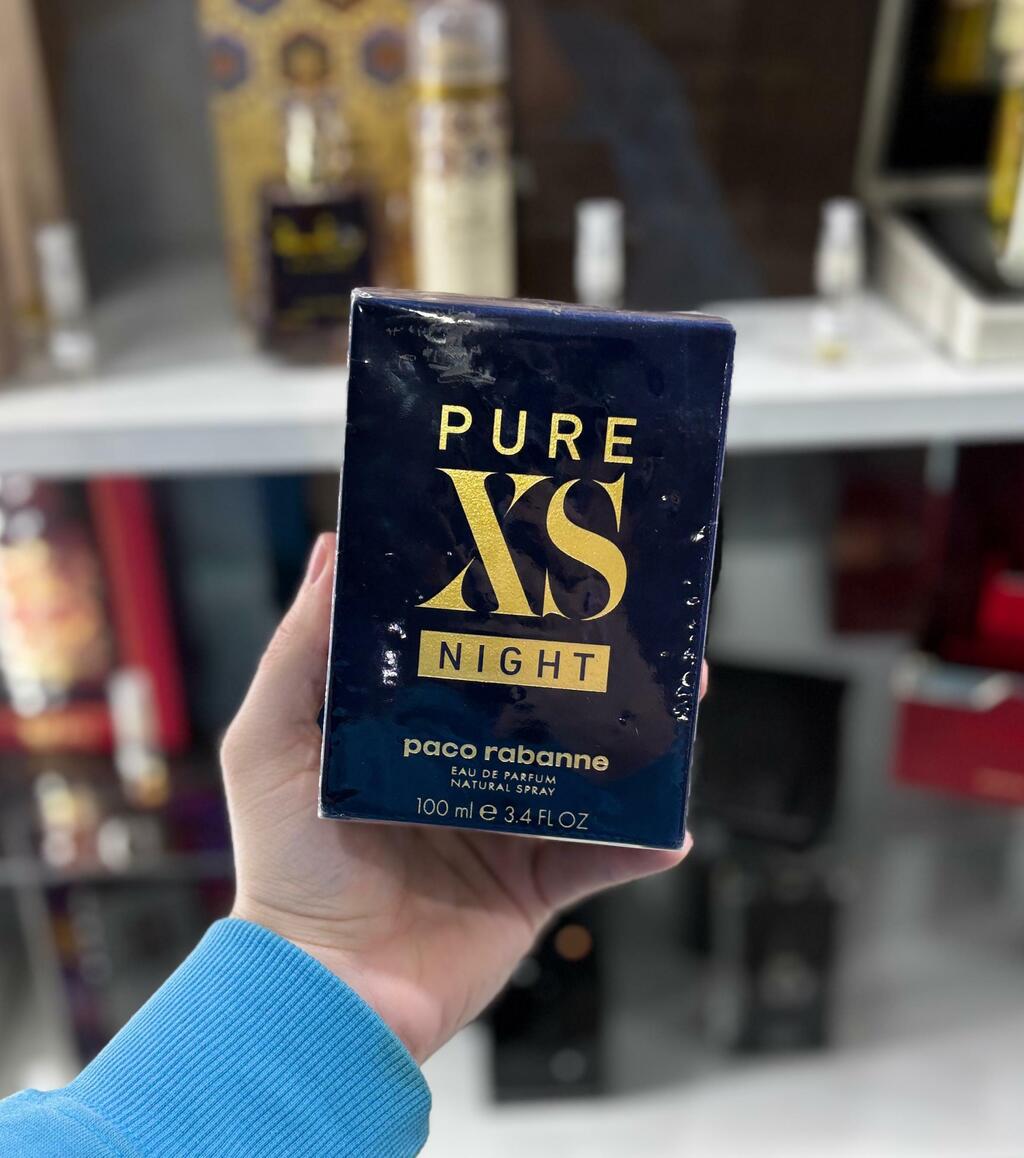 PURE
XS
NIGHT
paco rabanne
EAU DE PARFUM
NATURAL SPRAY
100 ml e 3.4 FL OZ